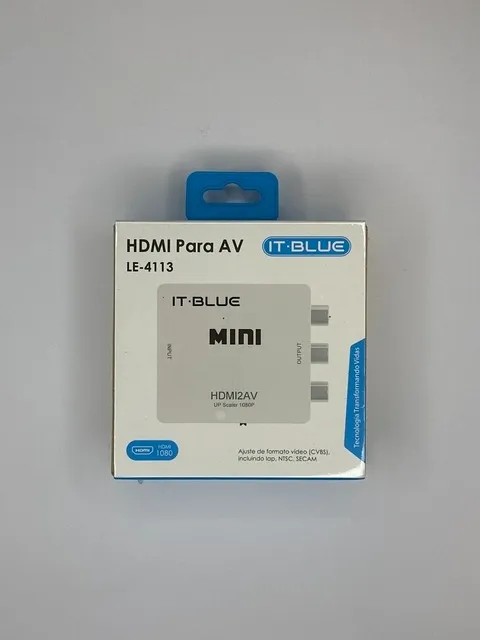 HDMI Para AV
IT·BLUE
LE-4113
IT·BLUE
MINI
INPUT
OUTPUT
HDMI2AV
UP Scaler 1080P
Tecnologia Transformando Vidas
HDMI
HDMI
1080
Ajuste de formato vídeo (CVBS),
incluindo lap, NTSC, SECAM